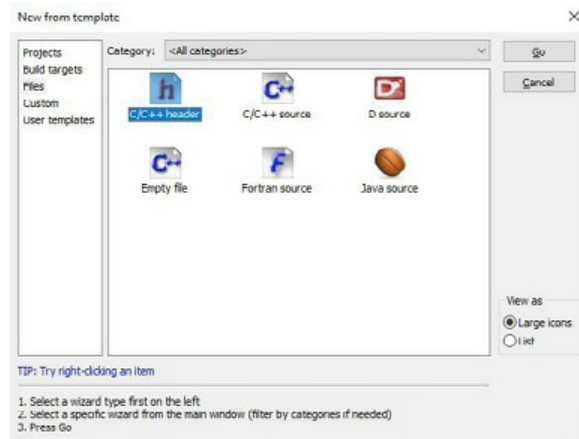 New from template
Projects
Build targets
Files
Custom
User templates
Category: <All categories>
Go
Cancel
C/C++ header
C/C++ source
D source
Empty file
Fortran source
Java source
View as
Large icons
List
TIP: Try right-clicking an item
1. Select a wizard type first on the left
2. Select a specific wizard from the main window (filter by categories if needed)
3. Press Go